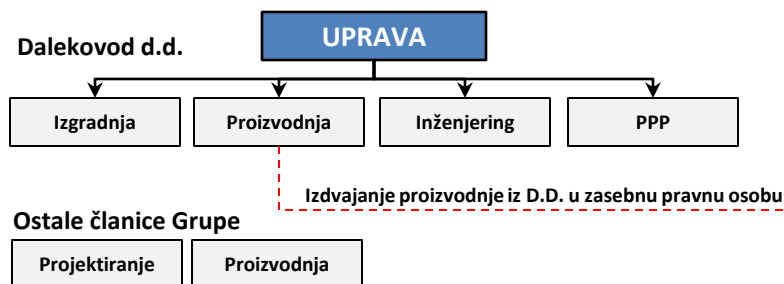 Dalekovod d.d.
UPRAVA
Izgradnja
Proizvodnja
Inženjering
PPP
Izdvajanje proizvodnje iz D.D. u zasebnu pravnu osobu
Ostale članice Grupe
Projektiranje
Proizvodnja